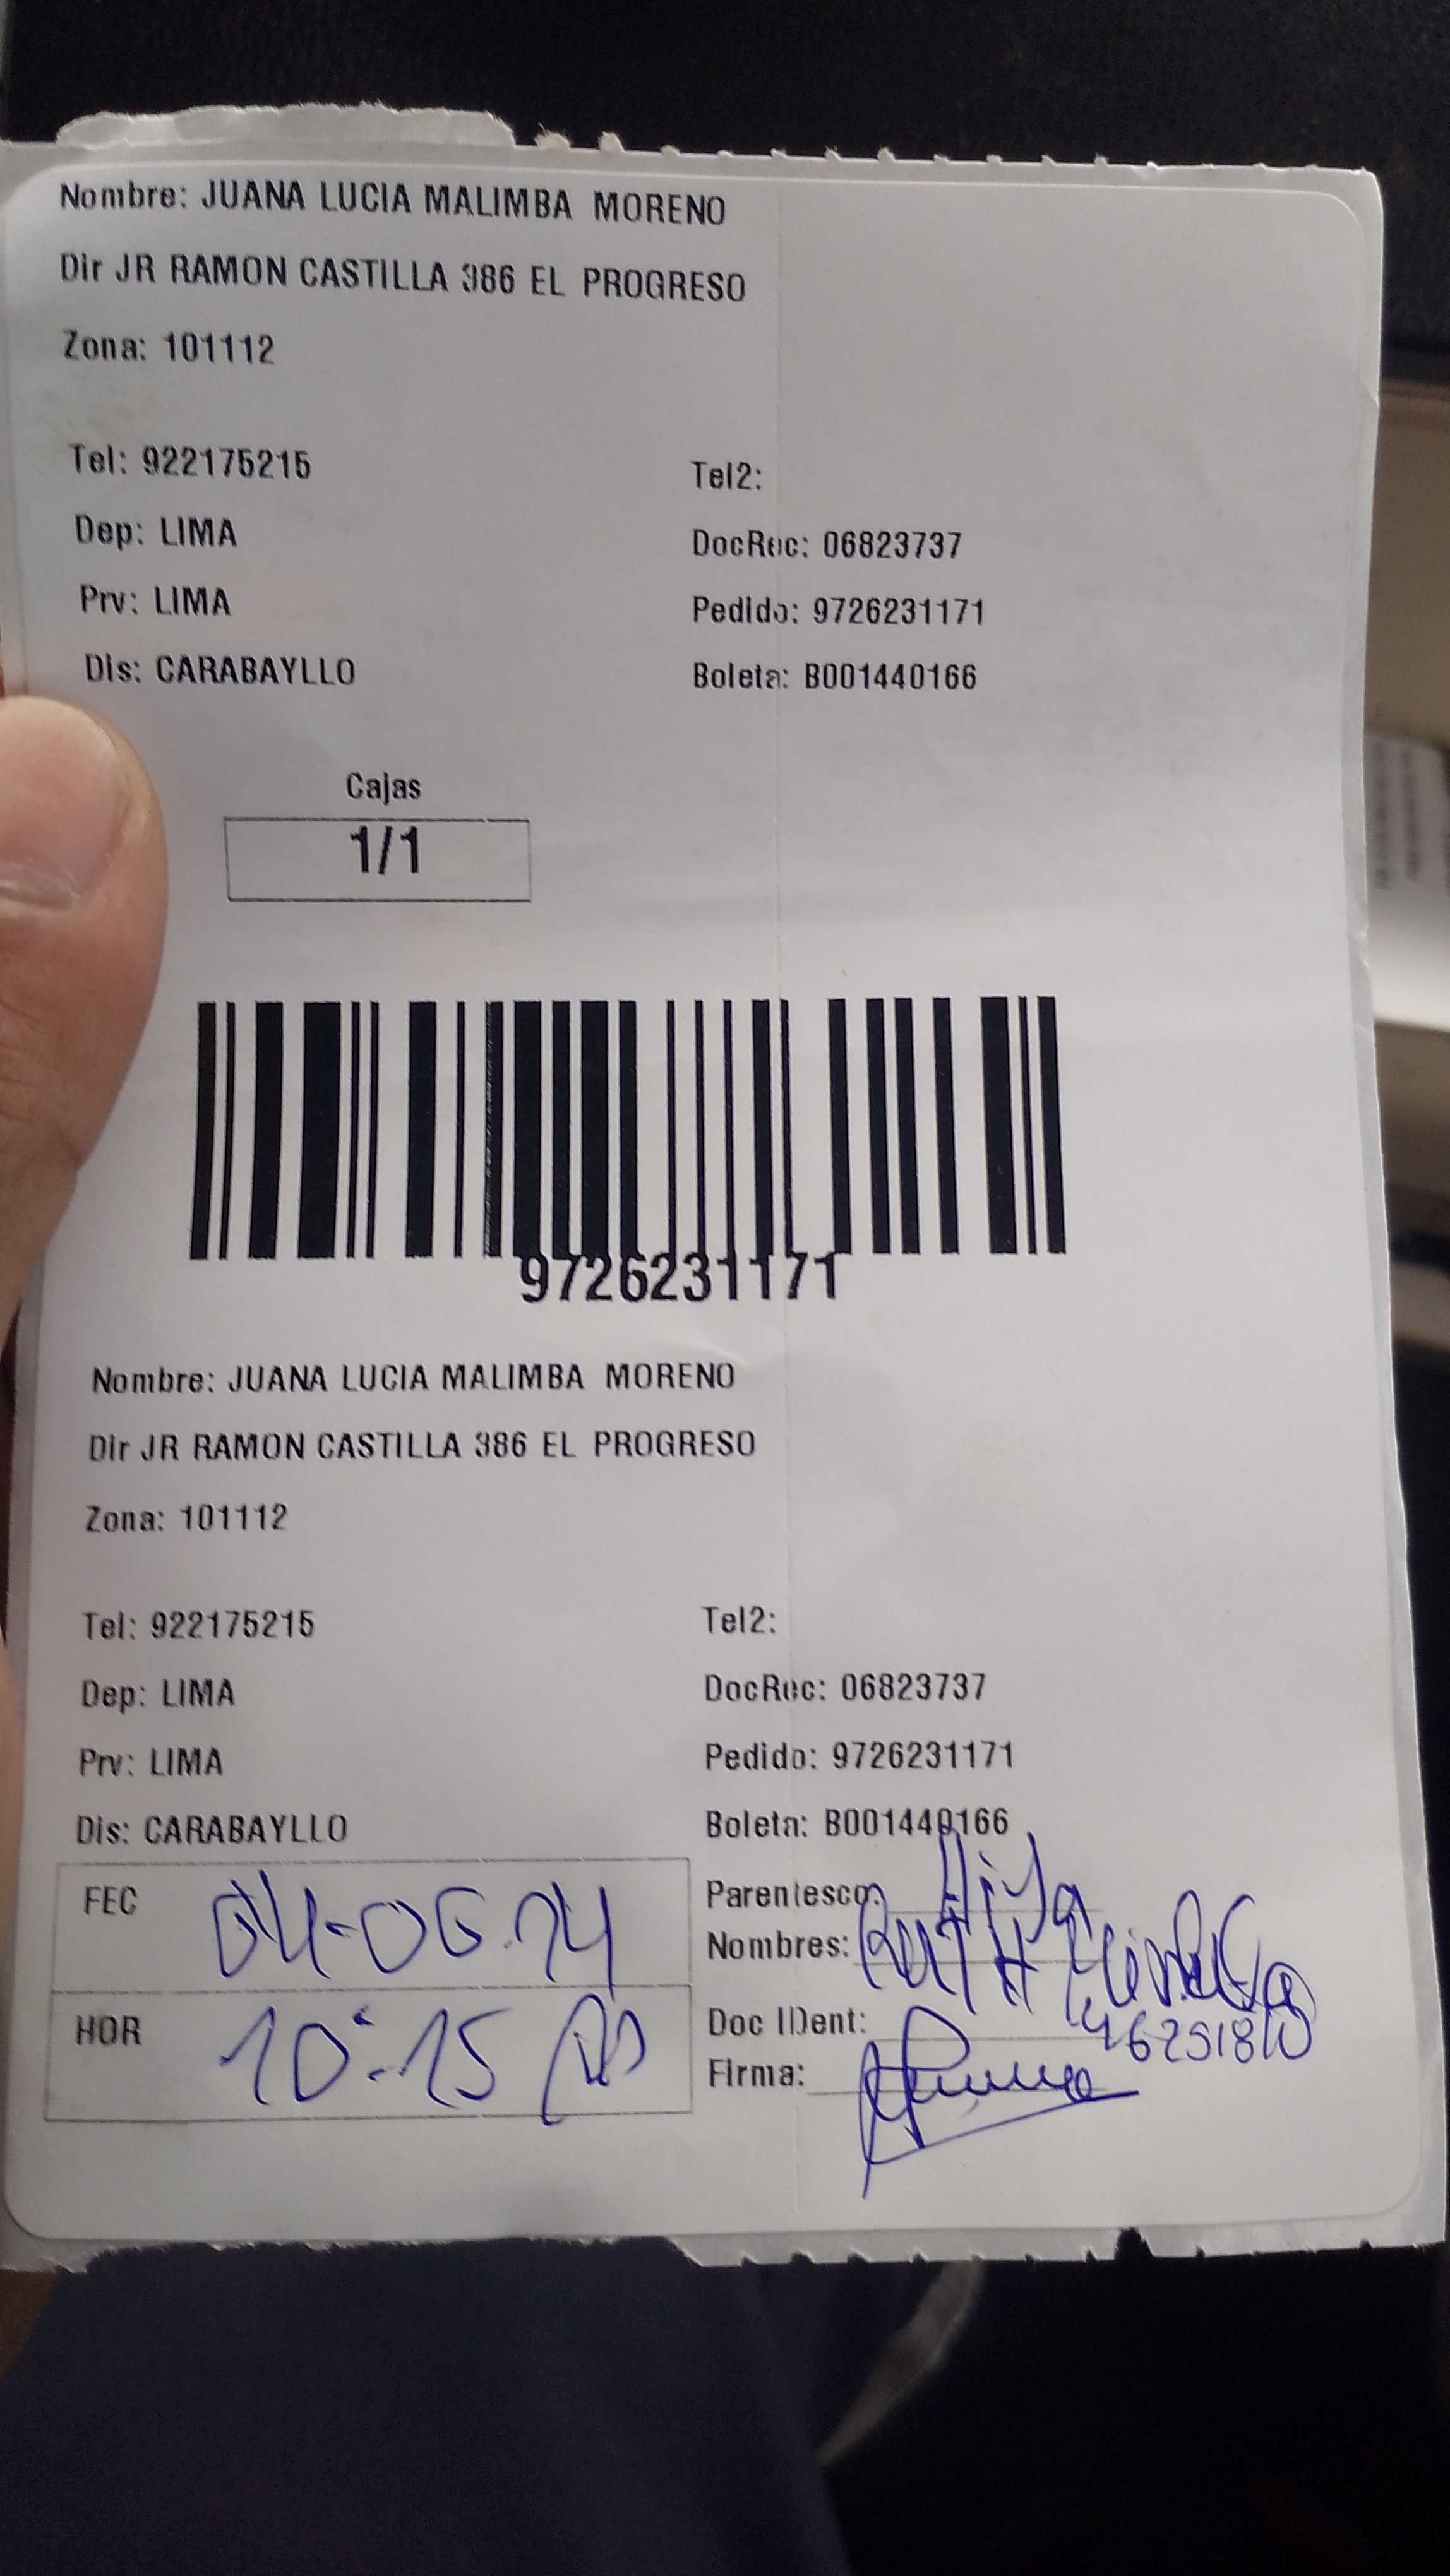 Nombre: JUANA LUCIA MALIMBA MORENO
Dir JR RAMON CASTILLA 386 EL PROGRESO
Zona: 101112
Tel: 922175215 Tel2:
Dep: LIMA DocRec: 06823737
Prv: LIMA Pedido: 9726231171
Dis: CARABAYLLO Boleta: B001440166
Cajas
1/1
9726231171
Nombre: JUANA LUCIA MALIMBA MORENO
Dir JR RAMON CASTILLA 386 EL PROGRESO
Zona: 101112
Tel: 922175215 Tel2:
Dep: LIMA DocRec: 06823737
Prv: LIMA Pedido: 9726231171
Dis: CARABAYLLO Boleta: B001440166
FEC Parentesco: Hija
Nombres:
HOR 10:15 Doc IDent:
Firma: